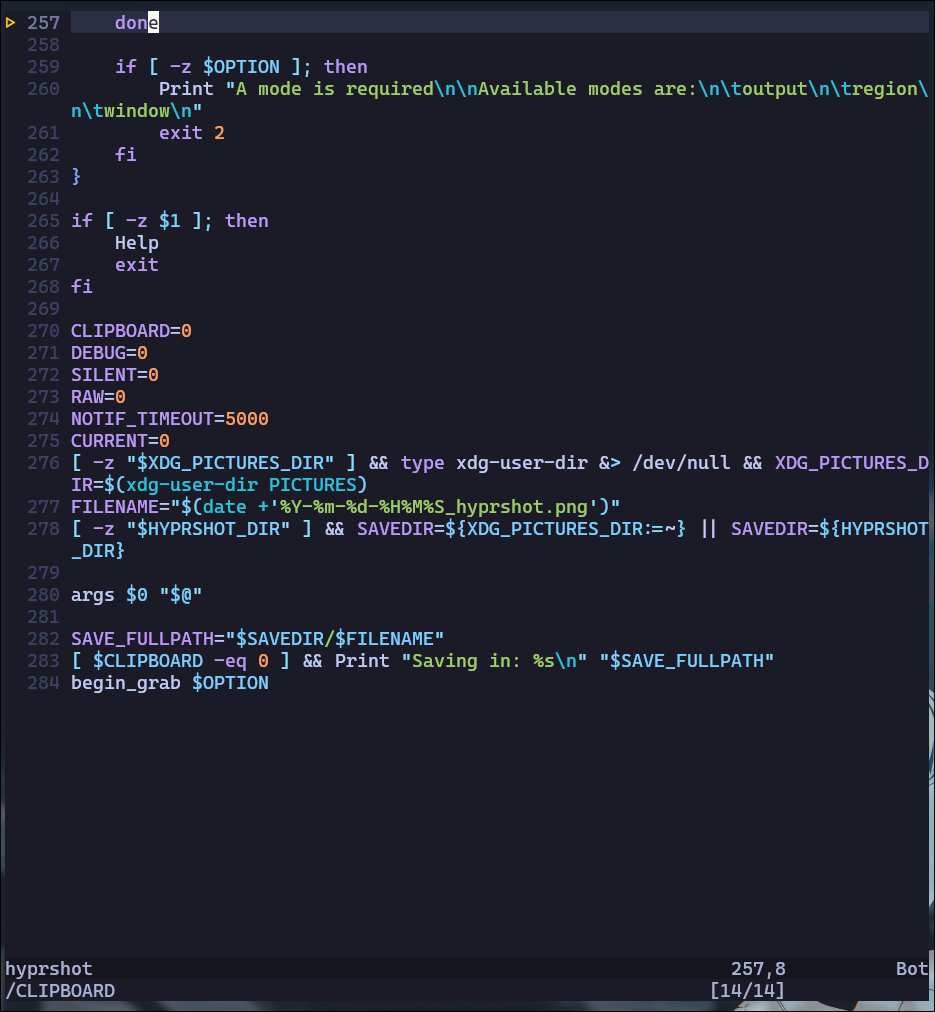 257     done
258
259     if [ -z $OPTION ]; then
260         Print "A mode is required\n\nAvailable modes are:\n\toutput\n\tregion\
n\twindow\n"
261         exit 2
262     fi
263 }
264
265 if [ -z $1 ]; then
266     Help
267     exit
268 fi
269
270 CLIPBOARD=0
271 DEBUG=0
272 SILENT=0
273 RAW=0
274 NOTIF_TIMEOUT=5000
275 CURRENT=0
276 [ -z "$XDG_PICTURES_DIR" ] && type xdg-user-dir &> /dev/null && XDG_PICTURES_D
IR=$(xdg-user-dir PICTURES)
277 FILENAME="$(date +'%Y-%m-%d-%H%M%S_hyprshot.png')"
278 [ -z "$HYPRSHOT_DIR" ] && SAVEDIR=${XDG_PICTURES_DIR:=~} || SAVEDIR=${HYPRSHOT
_DIR}
279
280 args $0 "$@"
281
282 SAVE_FULLPATH="$SAVEDIR/$FILENAME"
283 [ $CLIPBOARD -eq 0 ] && Print "Saving in: %s\n" "$SAVE_FULLPATH"
284 begin_grab $OPTION
hyprshot 257,8 Bot
/CLIPBOARD [14/14]